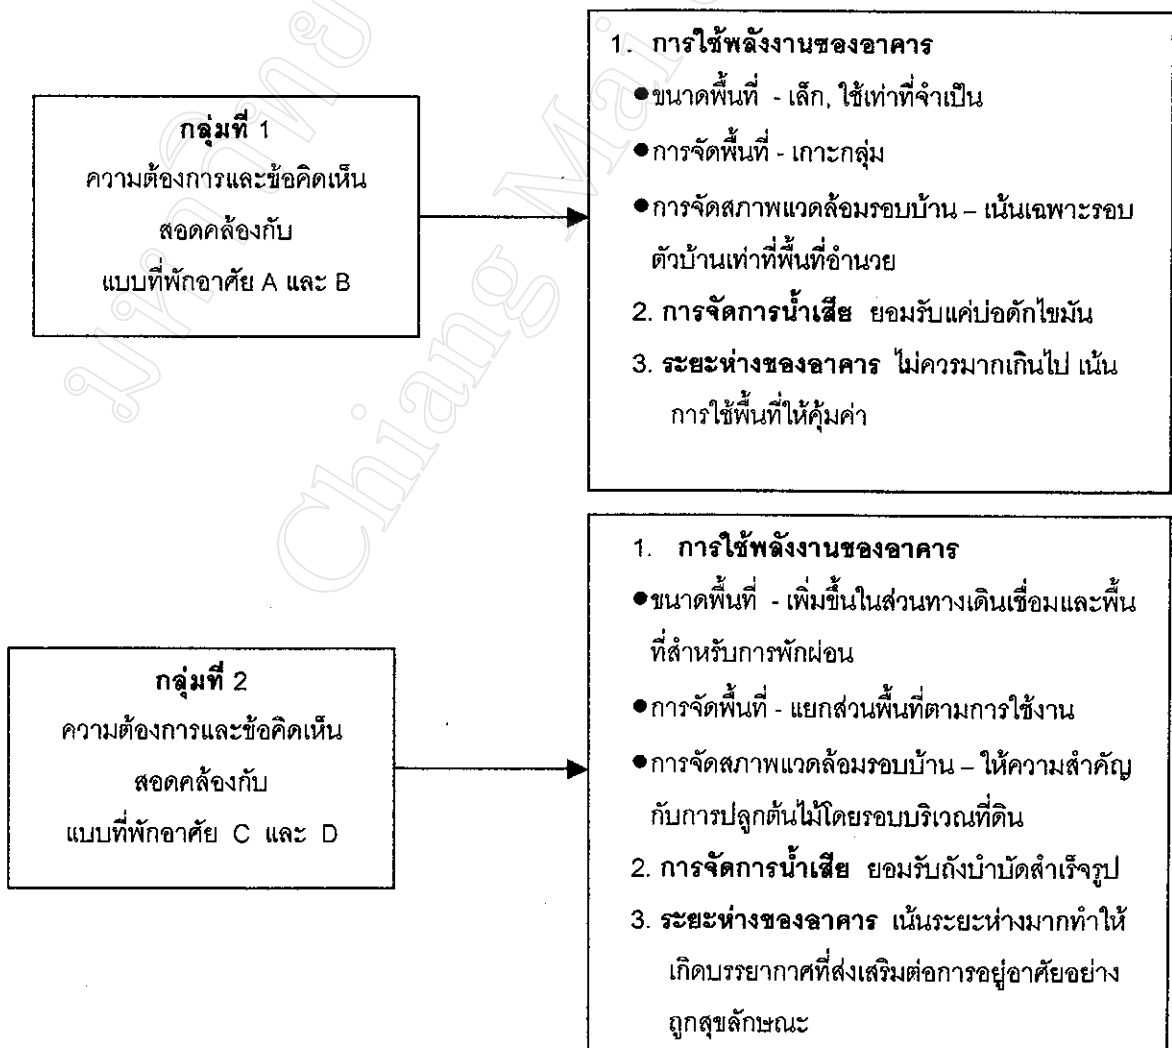 กลุ่มที่ 1
ความต้องการและข้อคิดเห็น
สอดคล้องกับ
แบบที่พักอาศัย A และ B
1. การใช้พลังงานของอาคาร
●ขนาดพื้นที่ - เล็ก, ใช้เท่าที่จำเป็น
●การจัดพื้นที่ - เกาะกลุ่ม
●การจัดสภาพแวดล้อมรอบบ้าน – เน้นเฉพาะรอบ
ตัวบ้านเท่าที่พื้นที่อำนวย
2. การจัดการน้ำเสีย ยอมรับแค่บ่อดักไขมัน
3. ระยะห่างของอาคาร ไม่ควรมากเกินไป เน้น
การใช้พื้นที่ให้คุ้มค่า
กลุ่มที่ 2
ความต้องการและข้อคิดเห็น
สอดคล้องกับ
แบบที่พักอาศัย C และ D
1. การใช้พลังงานของอาคาร
●ขนาดพื้นที่ - เพิ่มขึ้นในส่วนทางเดินเชื่อมและพื้น
ที่สำหรับการพักผ่อน
●การจัดพื้นที่ - แยกส่วนพื้นที่ตามการใช้งาน
●การจัดสภาพแวดล้อมรอบบ้าน – ให้ความสำคัญ
กับการปลูกต้นไม้โดยรอบบริเวณที่ดิน
2. การจัดการน้ำเสีย ยอมรับถังบำบัดสำเร็จรูป
3. ระยะห่างของอาคาร เน้นระยะห่างมากทำให้
เกิดบรรยากาศที่ส่งเสริมต่อการอยู่อาศัยอย่าง
ถูกสุขลักษณะ
Chiang Mai